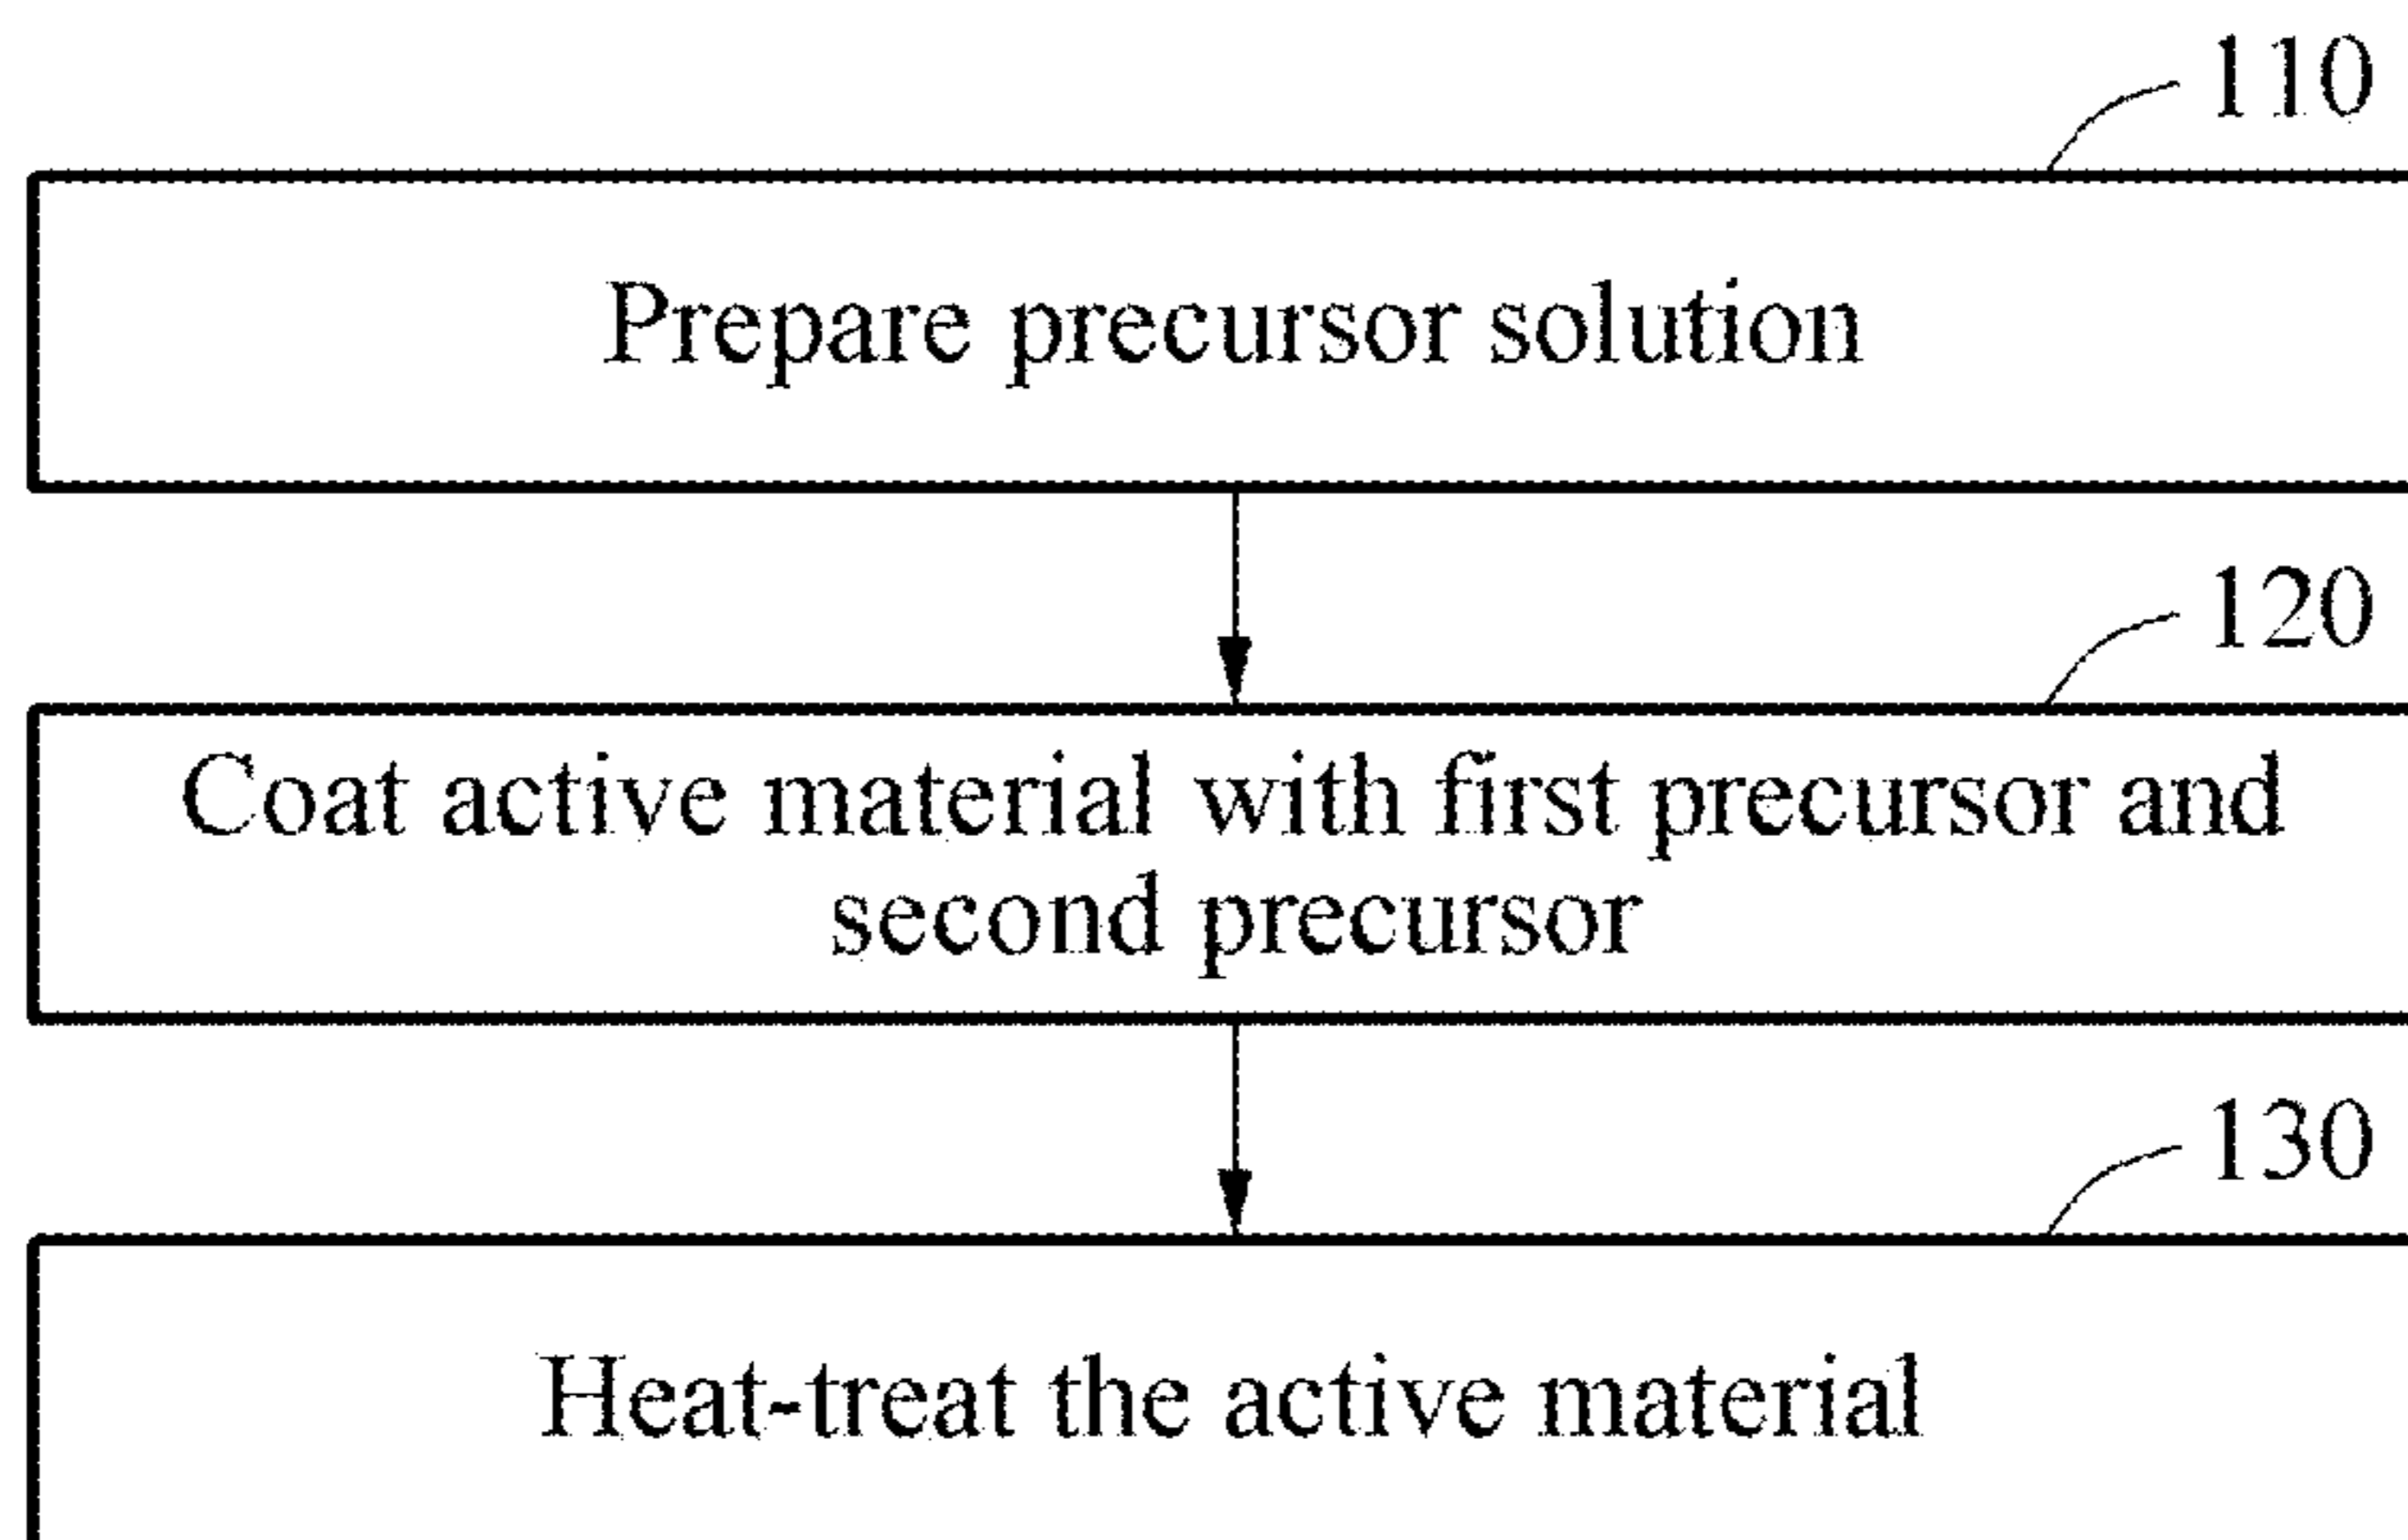 110
Prepare precursor solution
120
Coat active material with first precursor and
second precursor
130
Heat-treat the active material